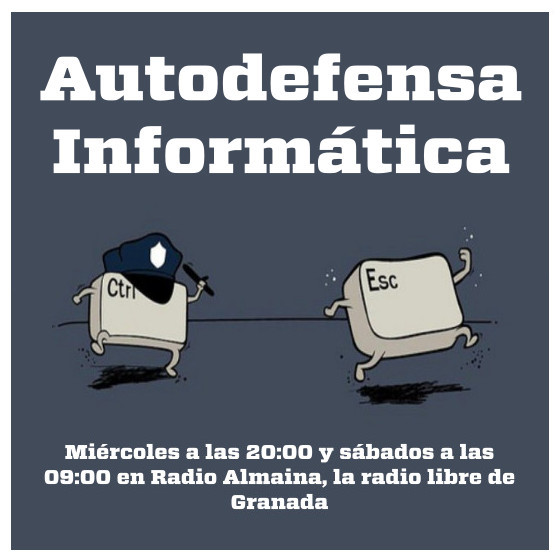 Autodefensa
Informática
Ctrl
Esc
Miércoles a las 20:00 y sábados a las
09:00 en Radio Almaina, la radio libre de
Granada